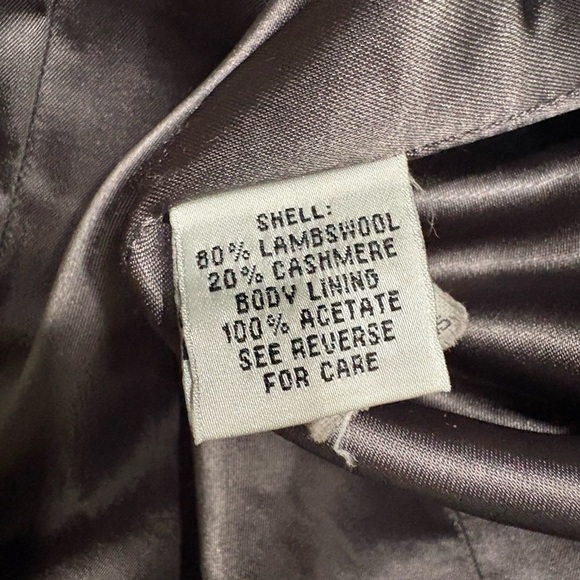 SHELL:
80% LAMBSWOOL
20% CASHMERE
BODY LINING
100% ACETATE
SEE REVERSE
FOR CARE